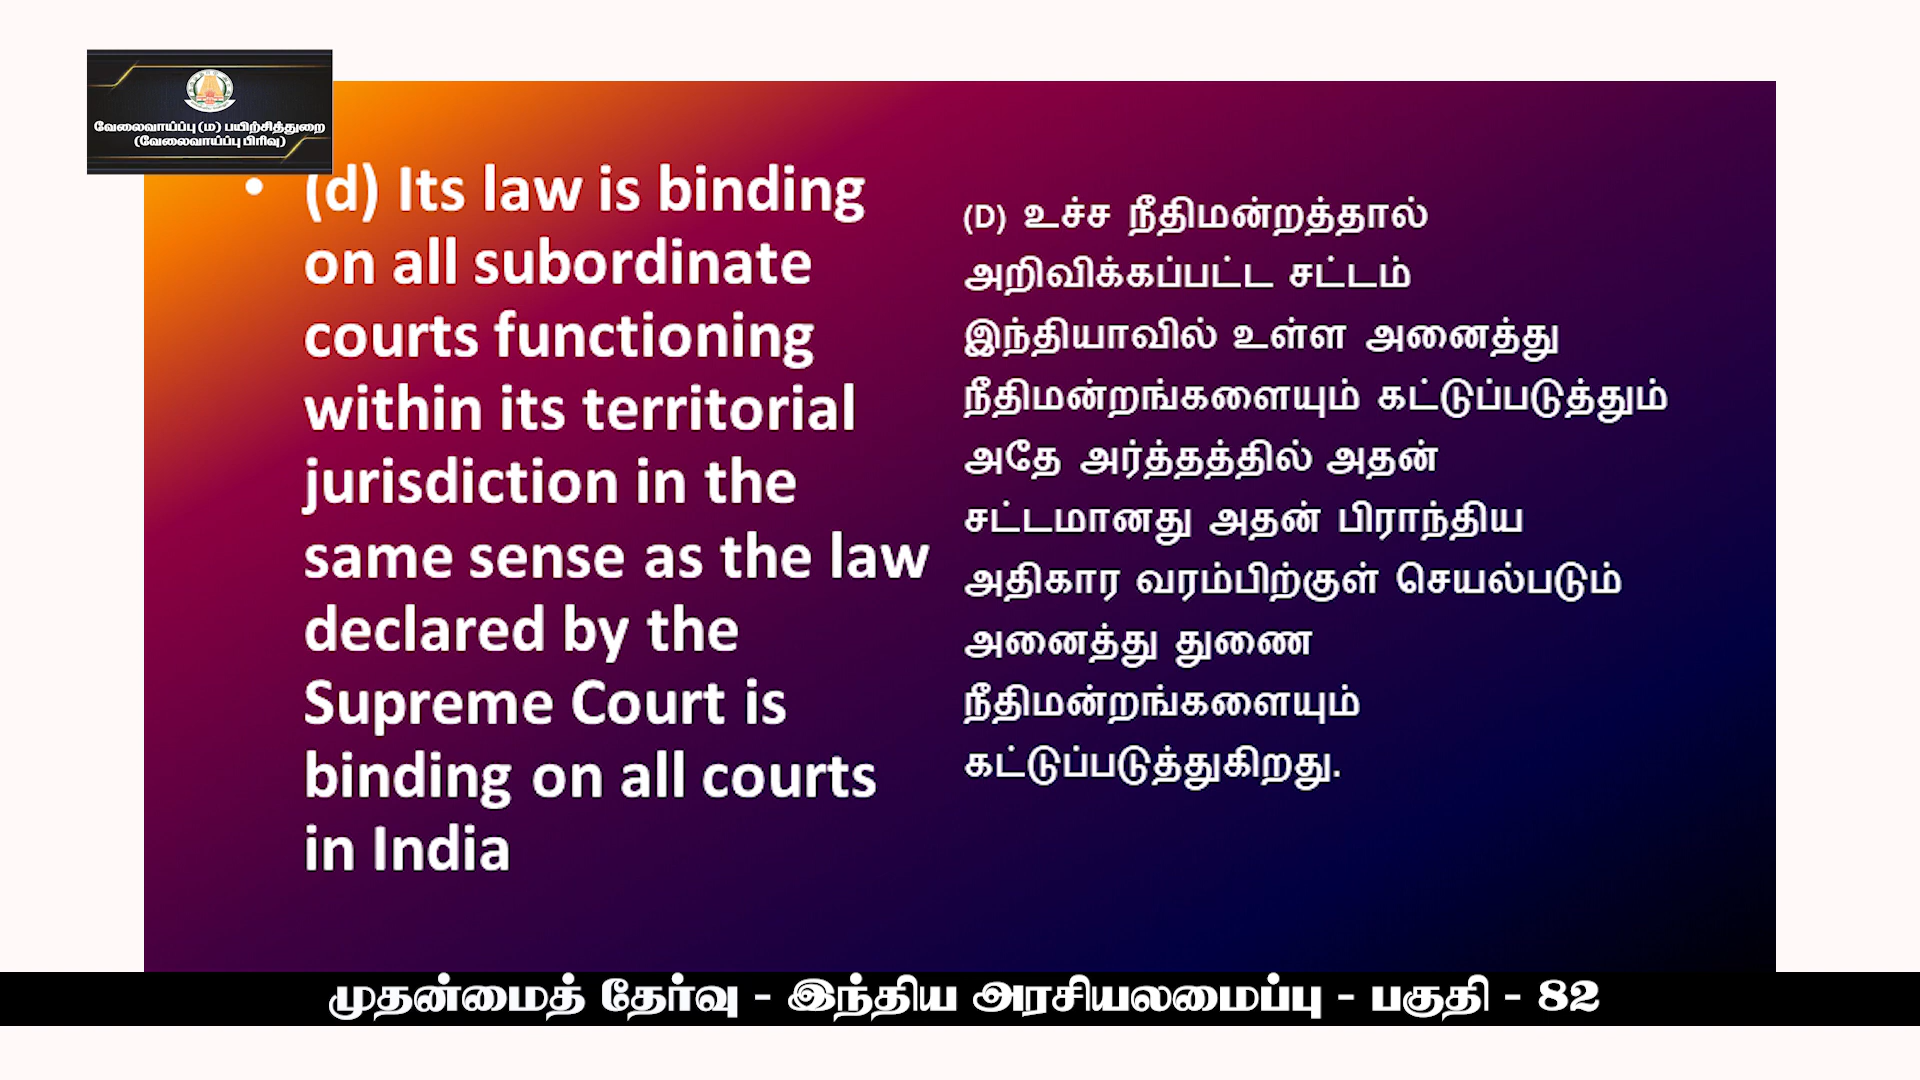 வேலைவாய்ப்பு (ம) பயிற்சித்துறை
(வேலைவாய்ப்பு பிரிவு)
• (d) Its law is binding
on all subordinate
courts functioning
within its territorial
jurisdiction in the
same sense as the law
declared by the
Supreme Court is
binding on all courts
in India
(D) உச்ச நீதிமன்றத்தால்
அறிவிக்கப்பட்ட சட்டம்
இந்தியாவில் உள்ள அனைத்து
நீதிமன்றங்களையும் கட்டுப்படுத்தும்
அதே அர்த்தத்தில் அதன்
சட்டமானது அதன் பிராந்திய
அதிகார வரம்பிற்குள் செயல்படும்
அனைத்து துணை
நீதிமன்றங்களையும்
கட்டுப்படுத்துகிறது.
முதன்மைத் தேர்வு - இந்திய அரசியலமைப்பு - பகுதி - 82